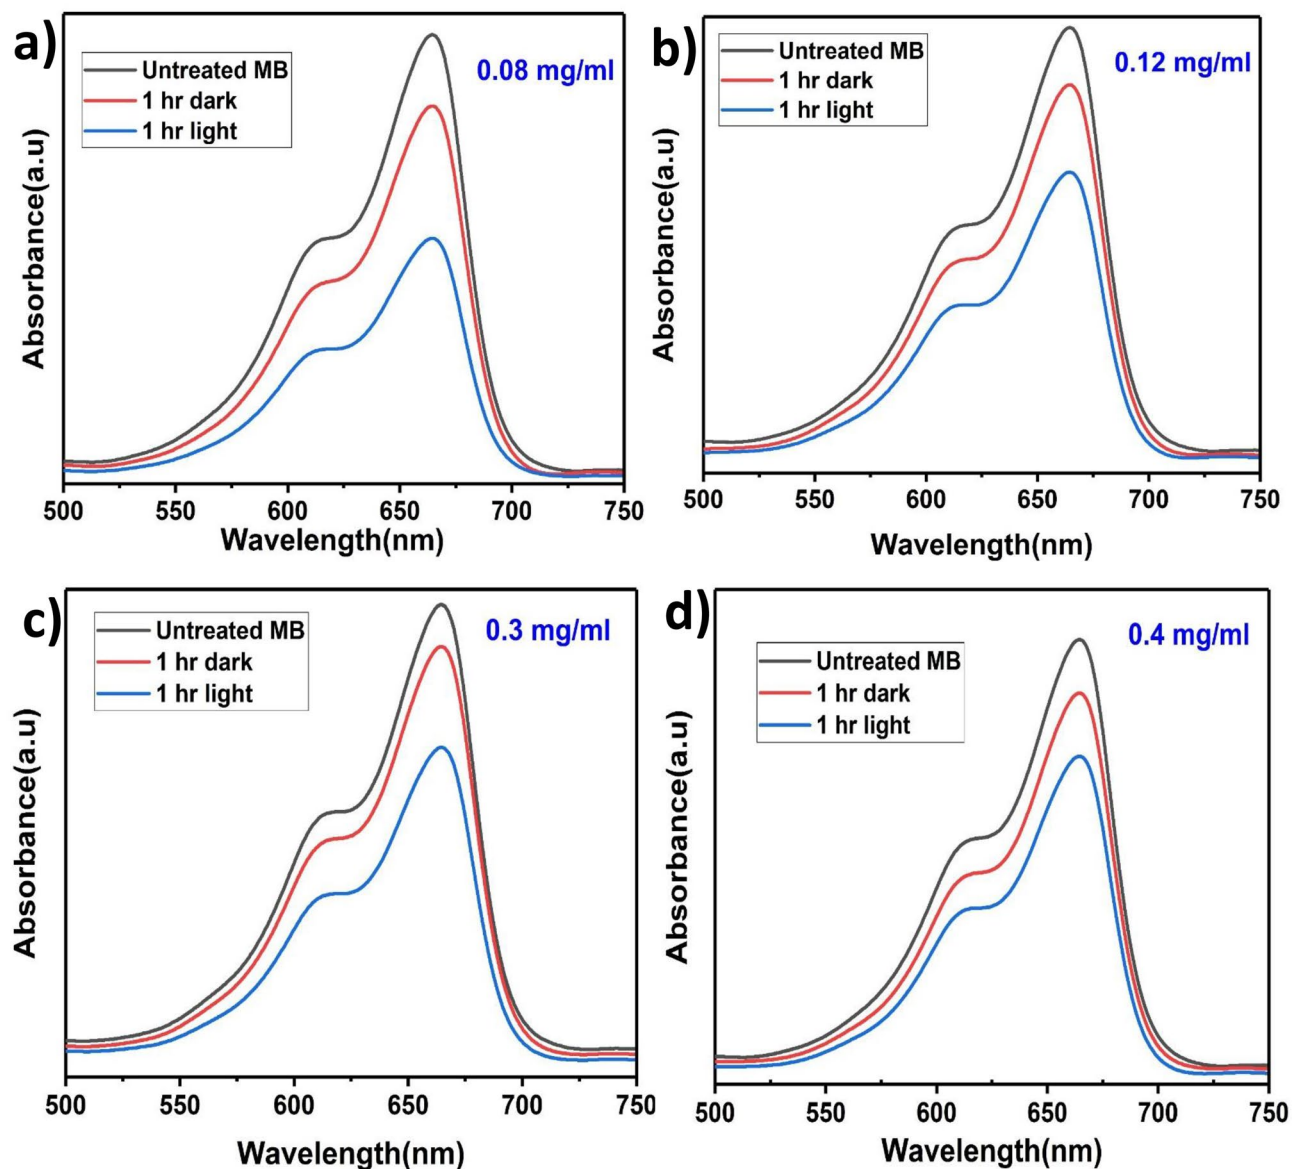 a)
Untreated MB
1 hr dark
1 hr light
0.08 mg/ml
Absorbance(a.u)
500 550 600 650 700 750
Wavelength(nm)
b)
Untreated MB
1 hr dark
1 hr light
0.12 mg/ml
Absorbance(a.u)
500 550 600 650 700 750
Wavelength(nm)
c)
Untreated MB
1 hr dark
1 hr light
0.3 mg/ml
Absorbance(a.u)
500 550 600 650 700 750
Wavelength(nm)
d)
Untreated MB
1 hr dark
1 hr light
0.4 mg/ml
Absorbance(a.u)
500 550 600 650 700 750
Wavelength(nm)